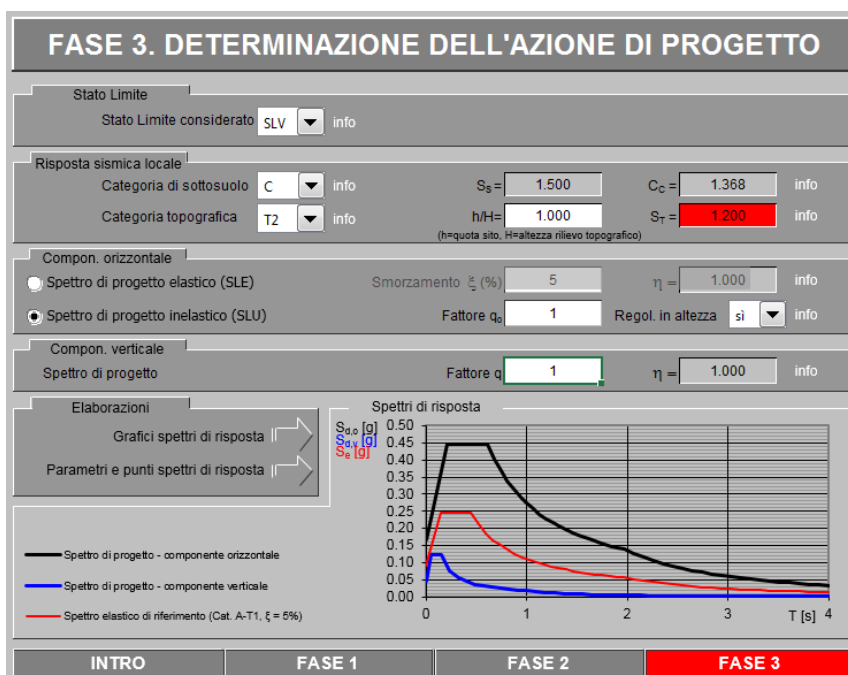 FASE 3. DETERMINAZIONE DELL'AZIONE DI PROGETTO
Stato Limite
Stato Limite considerato SLV info
Risposta sismica locale
Categoria di sottosuolo C info S_S = 1.500 C_C = 1.368 info
Categoria topografica T2 info h/H= 1.000 S_T = 1.200 info
(h=quota sito, H=altezza rilievo topografico)
Compon. orizzontale
Spettro di progetto elastico (SLE) Smorzamento ξ (%) 5 η = 1.000 info
Spettro di progetto inelastico (SLU) Fattore q_o 1 Regol. in altezza sì info
Compon. verticale
Spettro di progetto Fattore q 1 η = 1.000 info
Elaborazioni
Grafici spettri di risposta
Parametri e punti spettri di risposta
Spettri di risposta
S_d,o [g]
S_d,v [g]
S_e [g]
0.50
0.45
0.40
0.35
0.30
0.25
0.20
0.15
0.10
0.05
0.00
0 1 2 3 T [s] 4
Spettro di progetto - componente orizzontale
Spettro di progetto - componente verticale
Spettro elastico di riferimento (Cat. A-T1, ξ = 5%)
INTRO FASE 1 FASE 2 FASE 3